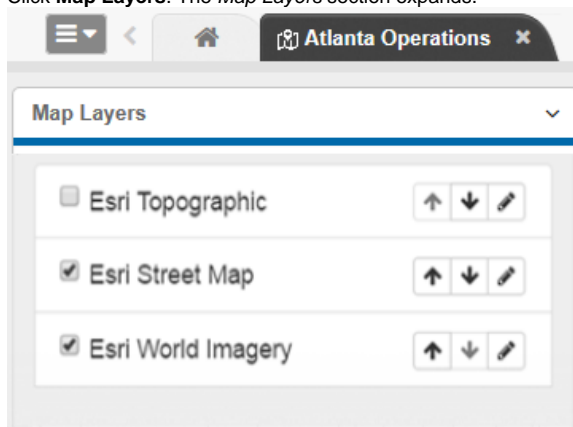 Click Map Layers. The Map Layers section expands.
Atlanta Operations
Map Layers
Esri Topographic
Esri Street Map
Esri World Imagery